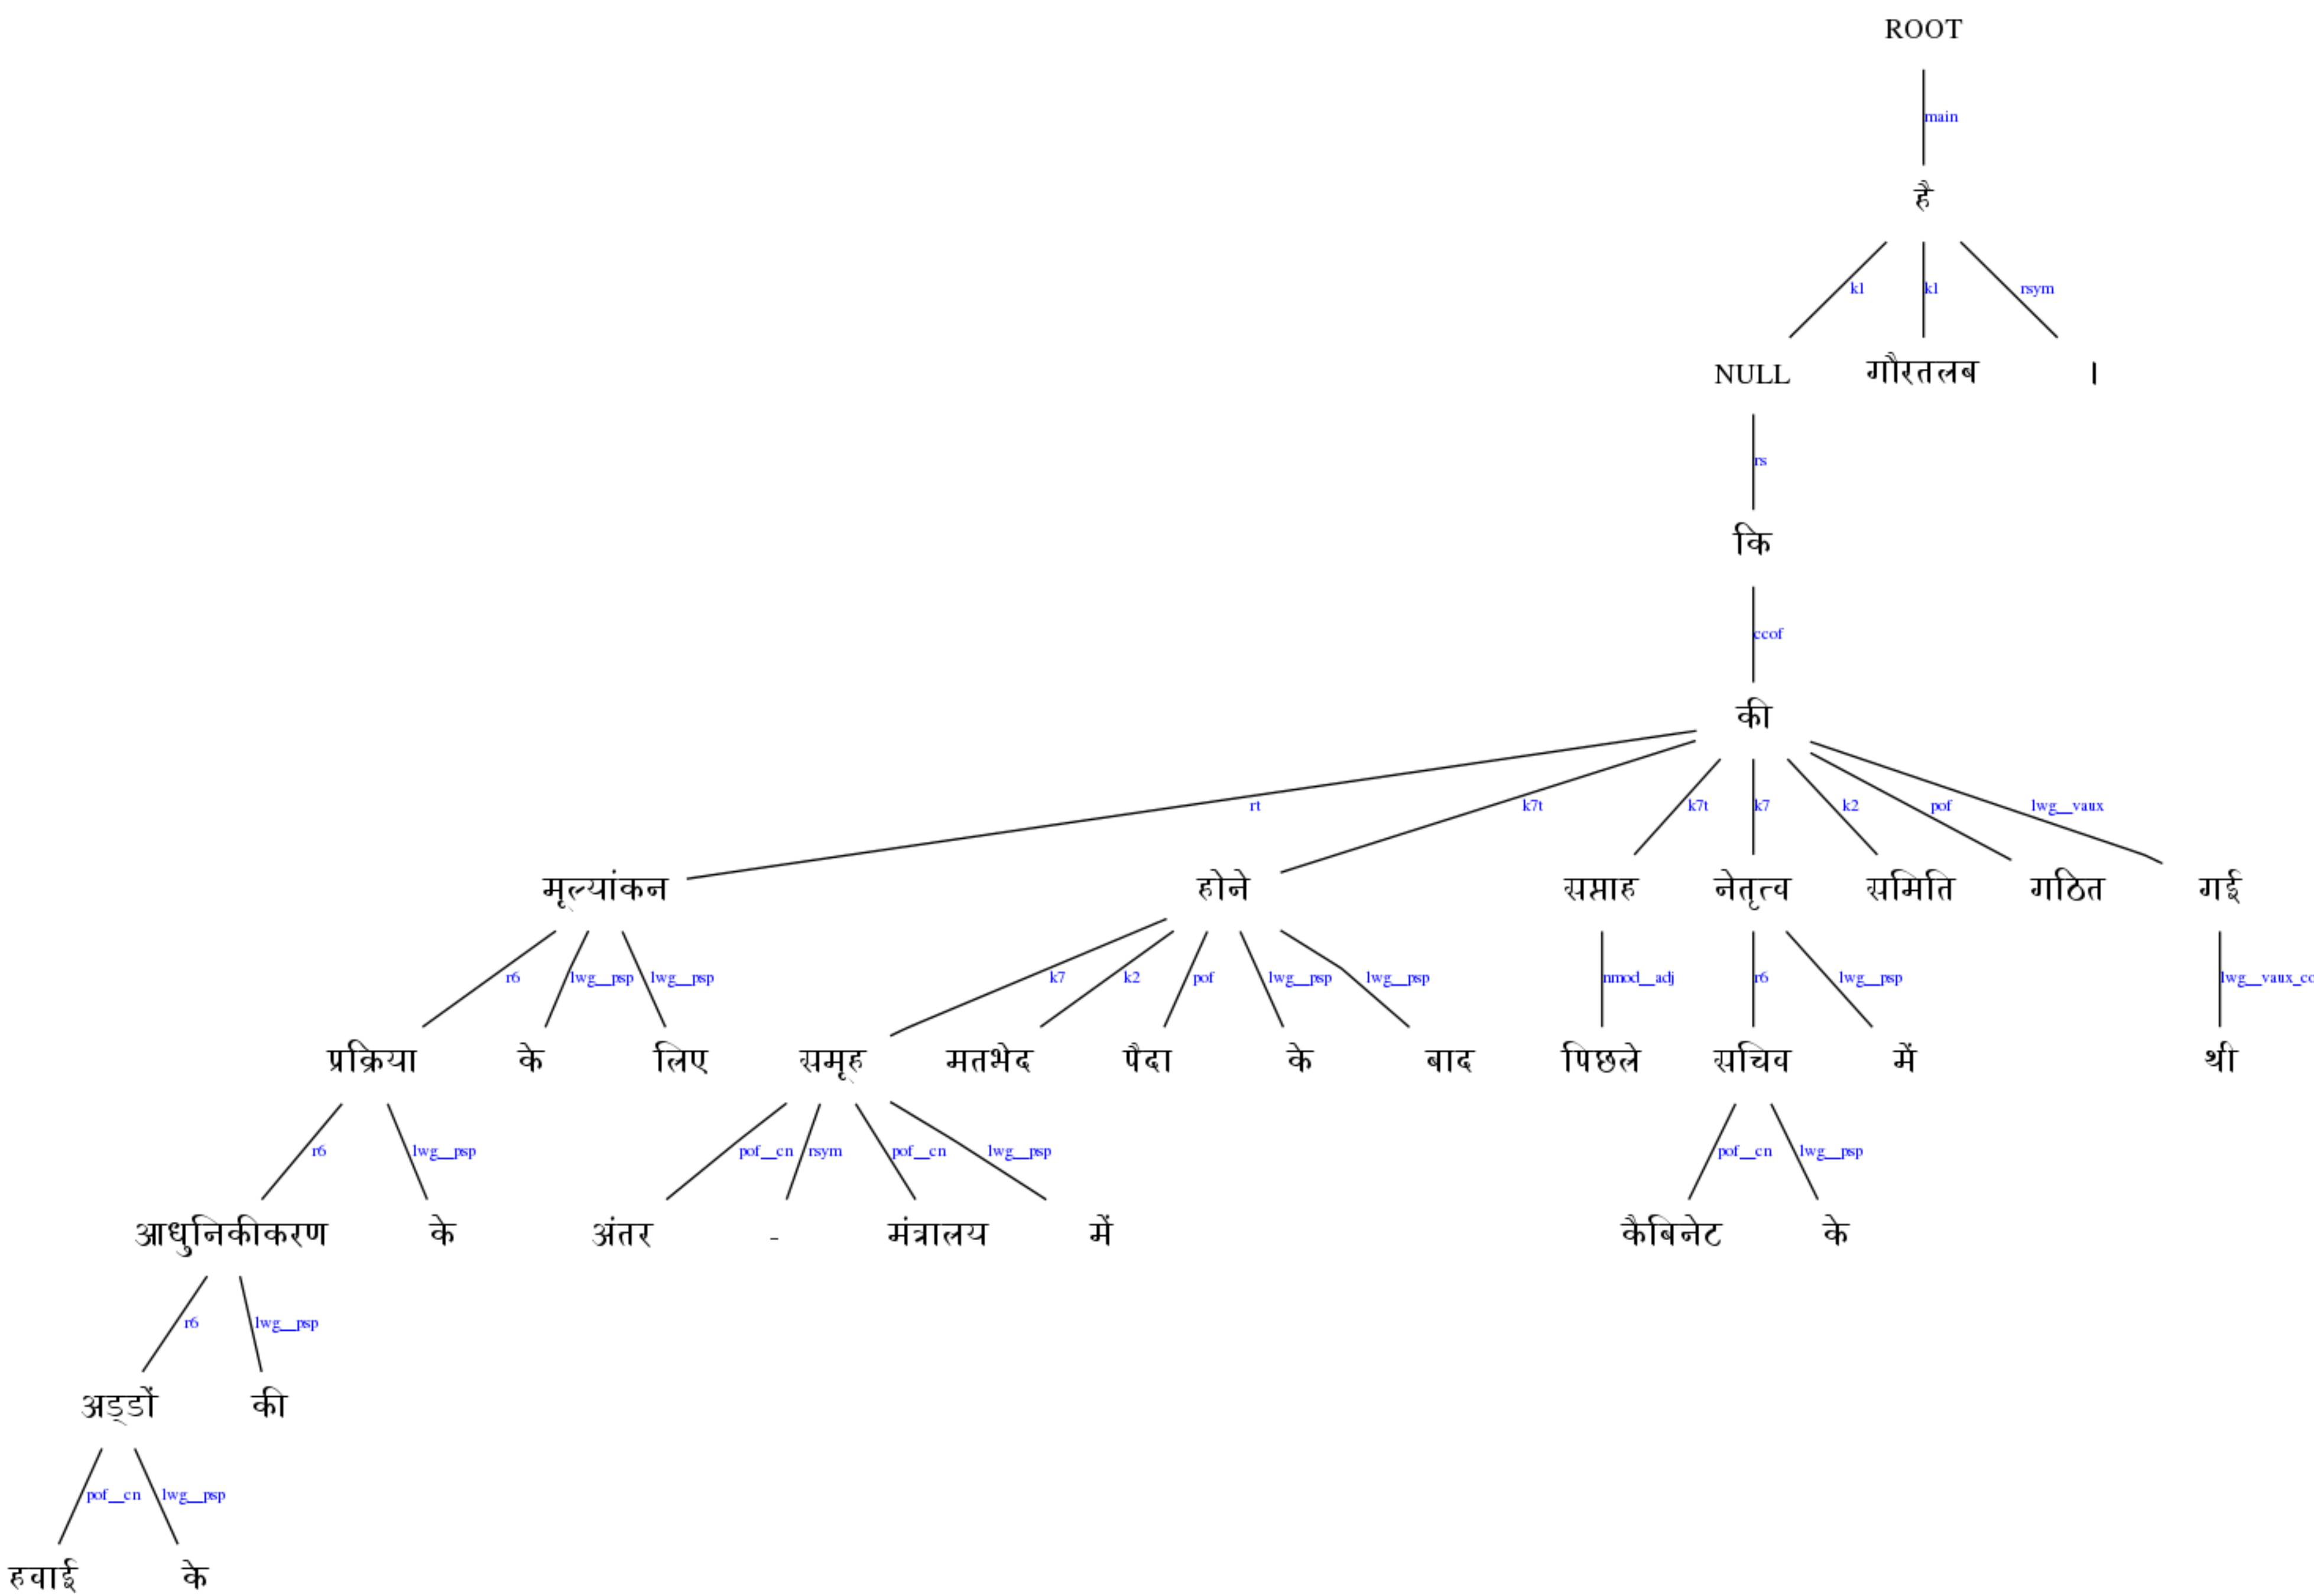 ROOT
main
है
k1 k1 rsym
NULL गौरतलब ।
rs
कि
ccof
की
rt k7t k7t k7 k2 pof lwg__vaux
मूल्यांकन होने सप्ताह नेतृत्व समिति गठित गई
r6 lwg__psp lwg__psp k7 k2 pof lwg__psp lwg__psp nmod__adj r6 lwg__psp lwg__vaux_co
प्रक्रिया के लिए समूह मतभेद पैदा के बाद पिछले सचिव में थी
r6 lwg__psp pof__cn rsym pof__cn lwg__psp pof__cn lwg__psp
आधुनिकीकरण के अंतर - मंत्रालय में कैबिनेट के
r6 lwg__psp
अड्डों की
pof__cn lwg__psp
हवाई के